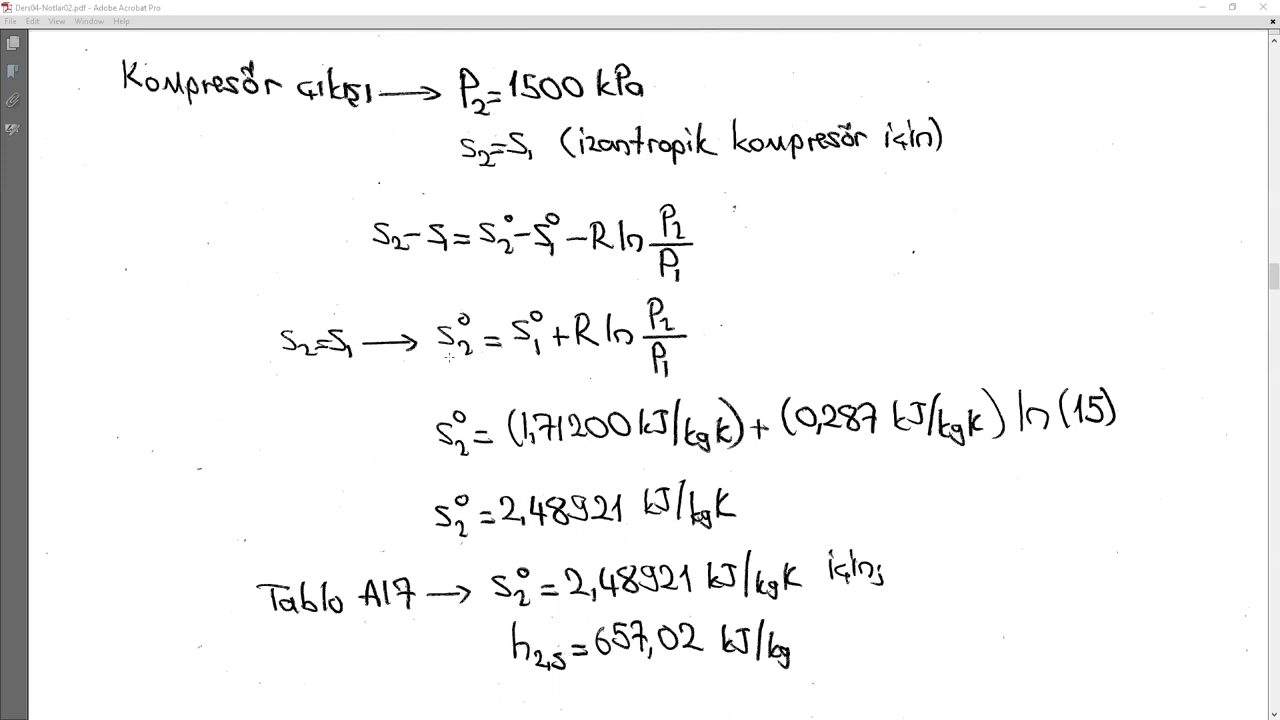 Ders04-Notlar02.pdf - Adobe Acrobat Pro
File Edit View Window Help
Kompresör çıkışı → P₂=1500 kPa
s₂=s₁ (izantropik kompresör için)
s₂-s₁=s₂°-s₁°-R ln P₂/P₁
s₂=s₁ → s₂°=s₁°+R ln P₂/P₁
s₂°=(1,71200 kJ/kgK)+(0,287 kJ/kgK) ln(15)
s₂°=2,48921 kJ/kgK
Tablo A17 → s₂°=2,48921 kJ/kgK için;
h₂,s=657,02 kJ/kg